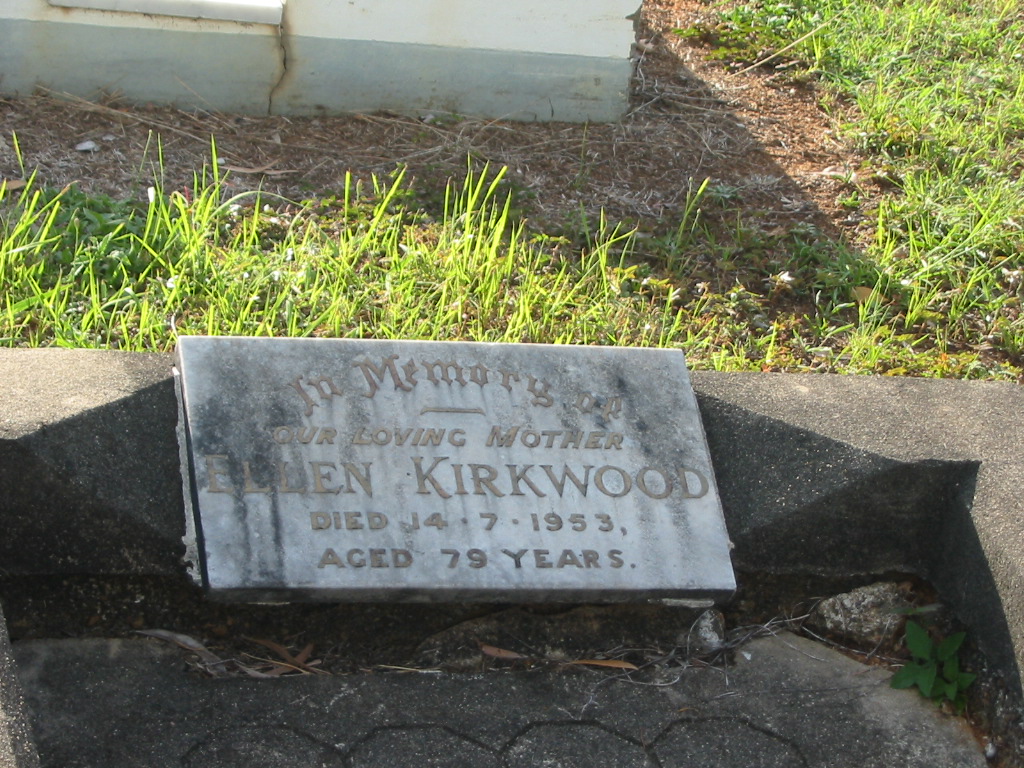 In Memory of
OUR LOVING MOTHER
ELLEN KIRKWOOD
DIED 14·7·1953,
AGED 79 YEARS.